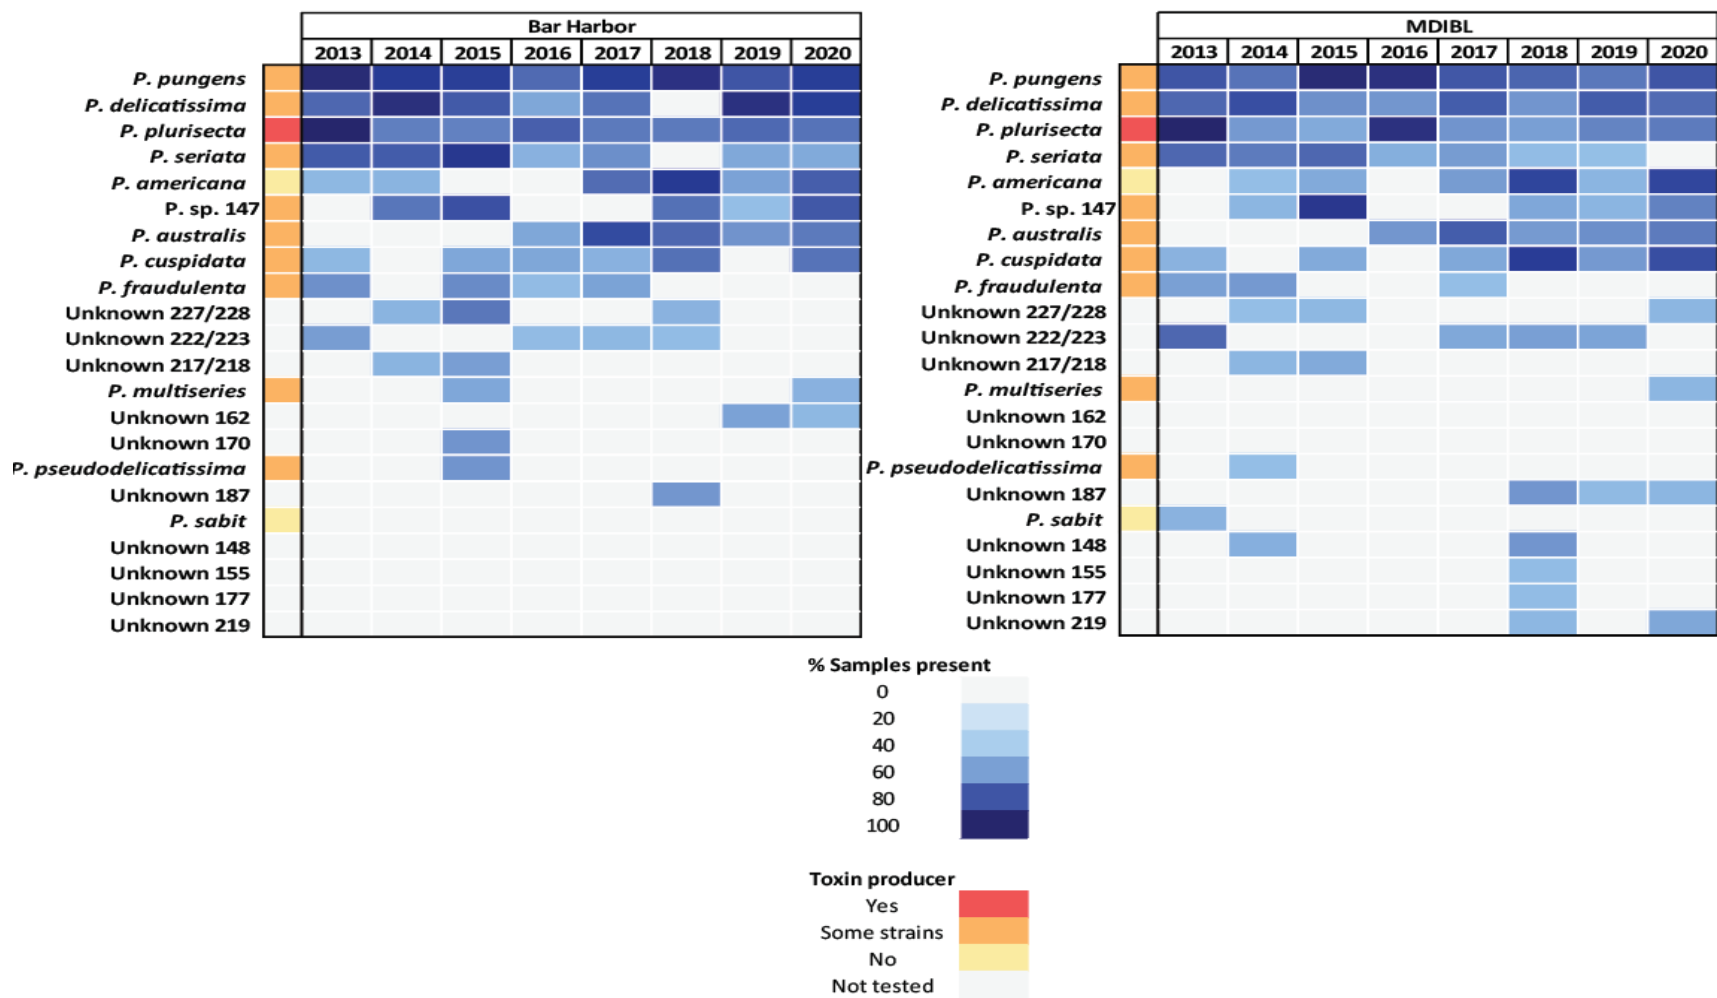 Bar Harbor
2013 2014 2015 2016 2017 2018 2019 2020
P. pungens
P. delicatissima
P. plurisecta
P. seriata
P. americana
P. sp. 147
P. australis
P. cuspidata
P. fraudulenta
Unknown 227/228
Unknown 222/223
Unknown 217/218
P. multiseries
Unknown 162
Unknown 170
P. pseudodelicatissima
Unknown 187
P. sabit
Unknown 148
Unknown 155
Unknown 177
Unknown 219
MDIBL
2013 2014 2015 2016 2017 2018 2019 2020
P. pungens
P. delicatissima
P. plurisecta
P. seriata
P. americana
P. sp. 147
P. australis
P. cuspidata
P. fraudulenta
Unknown 227/228
Unknown 222/223
Unknown 217/218
P. multiseries
Unknown 162
Unknown 170
P. pseudodelicatissima
Unknown 187
P. sabit
Unknown 148
Unknown 155
Unknown 177
Unknown 219
% Samples present
0
20
40
60
80
100
Toxin producer
Yes
Some strains
No
Not tested